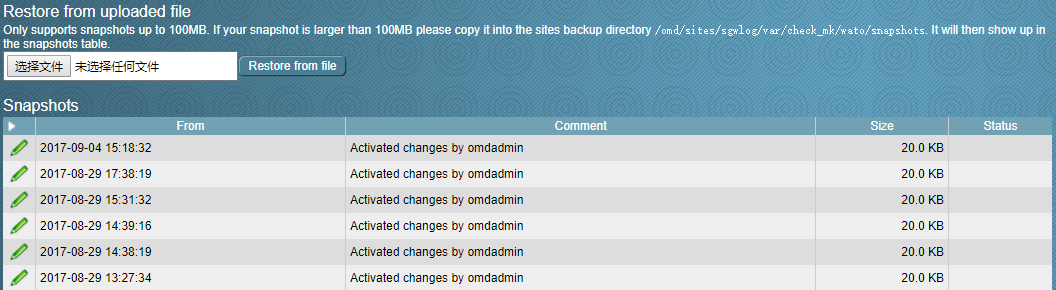 Restore from uploaded file
Only supports snapshots up to 100MB. If your snapshot is larger than 100MB please copy it into the sites backup directory /omd/sites/sgwlog/var/check_mk/wato/snapshots. It will then show up in
the snapshots table.
选择文件 未选择任何文件 Restore from file
Snapshots
From Comment Size Status
2017-09-04 15:18:32 Activated changes by omdadmin 20.0 KB
2017-08-29 17:38:19 Activated changes by omdadmin 20.0 KB
2017-08-29 15:31:32 Activated changes by omdadmin 20.0 KB
2017-08-29 14:39:16 Activated changes by omdadmin 20.0 KB
2017-08-29 14:38:19 Activated changes by omdadmin 20.0 KB
2017-08-29 13:27:34 Activated changes by omdadmin 20.0 KB